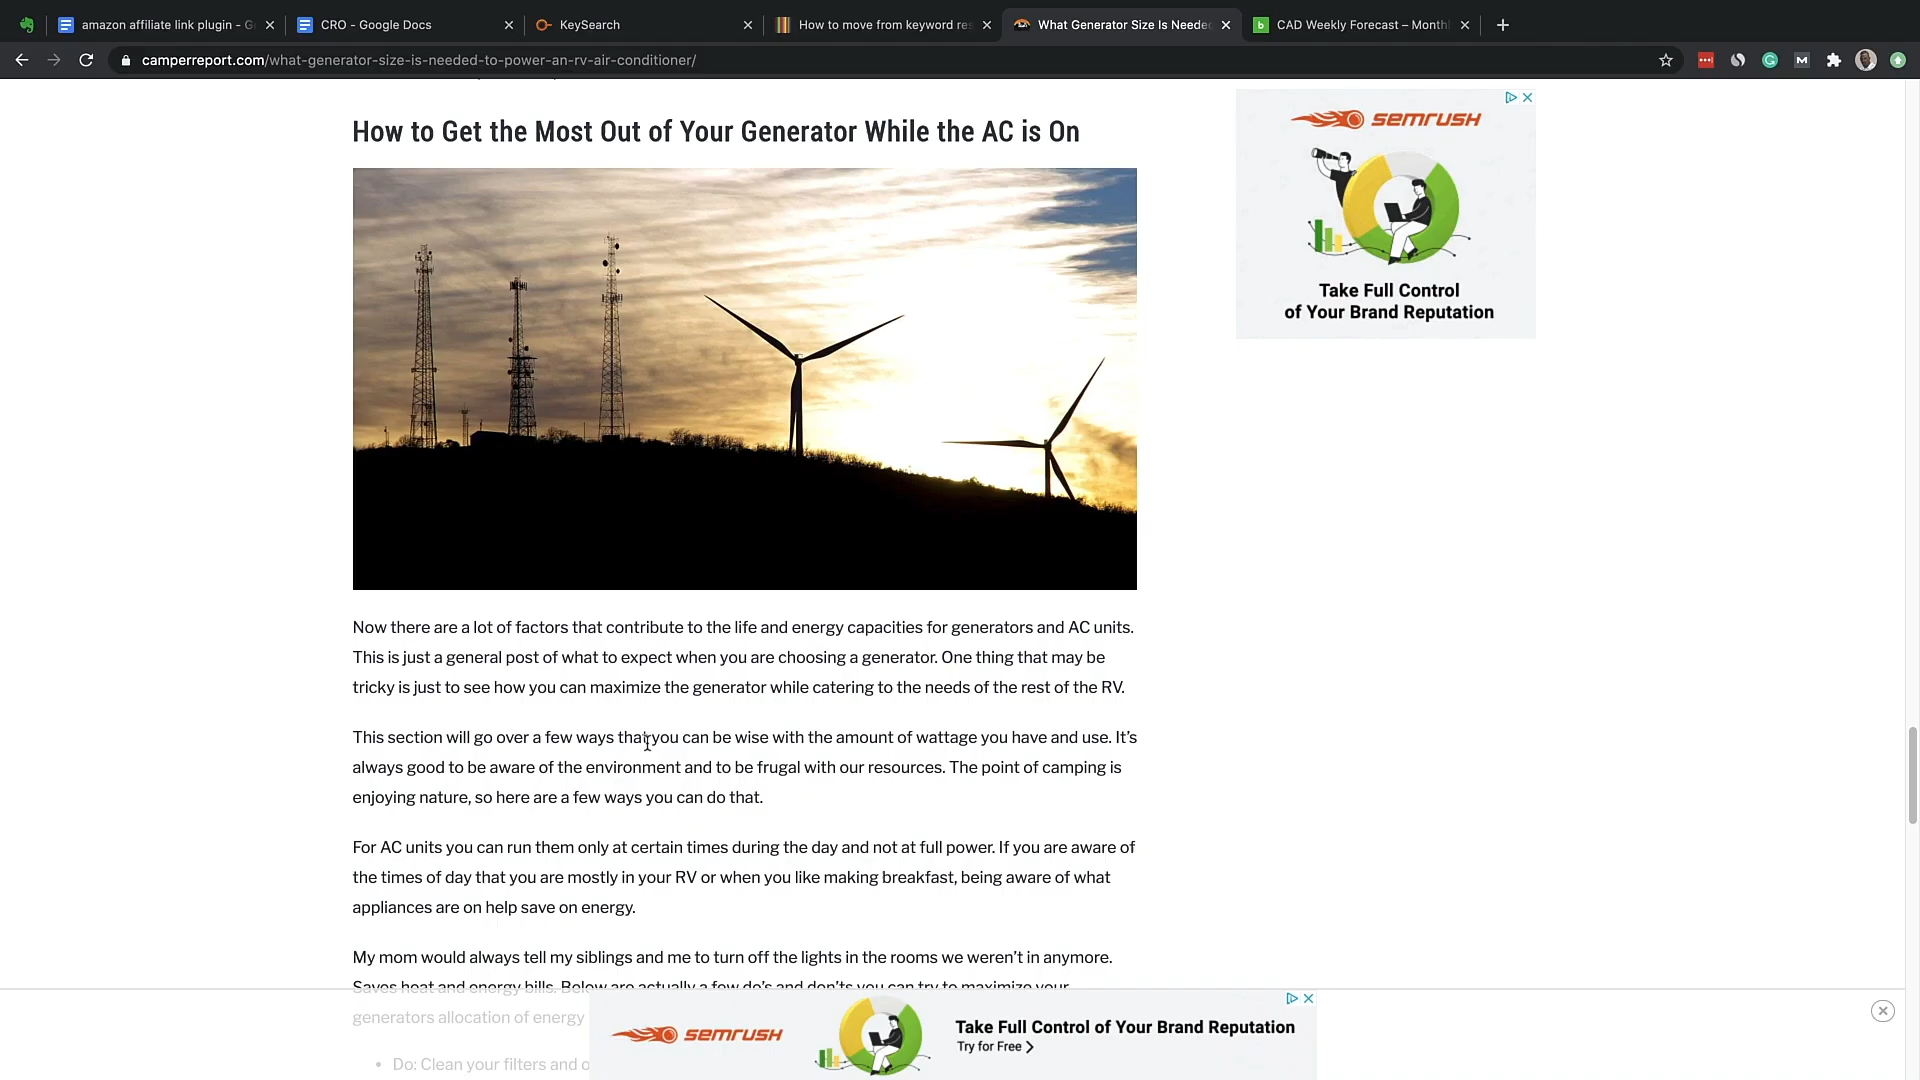 amazon affiliate link plugin - G
CRO - Google Docs
KeySearch
How to move from keyword res
What Generator Size Is Neede
CAD Weekly Forecast – Month
camperreport.com/what-generator-size-is-needed-to-power-an-rv-air-conditioner/
How to Get the Most Out of Your Generator While the AC is On
SEMRUSH
Take Full Control
of Your Brand Reputation
Now there are a lot of factors that contribute to the life and energy capacities for generators and AC units.
This is just a general post of what to expect when you are choosing a generator. One thing that may be
tricky is just to see how you can maximize the generator while catering to the needs of the rest of the RV.
This section will go over a few ways that you can be wise with the amount of wattage you have and use. It’s
always good to be aware of the environment and to be frugal with our resources. The point of camping is
enjoying nature, so here are a few ways you can do that.
For AC units you can run them only at certain times during the day and not at full power. If you are aware of
the times of day that you are mostly in your RV or when you like making breakfast, being aware of what
appliances are on help save on energy.
My mom would always tell my siblings and me to turn off the lights in the rooms we weren’t in anymore.
Saves heat and energy bills. Below are actually a few do’s and don’ts you can try to maximize your
generators allocation of energy
• Do: Clean your filters and o
SEMRUSH
Take Full Control of Your Brand Reputation
Try for Free >